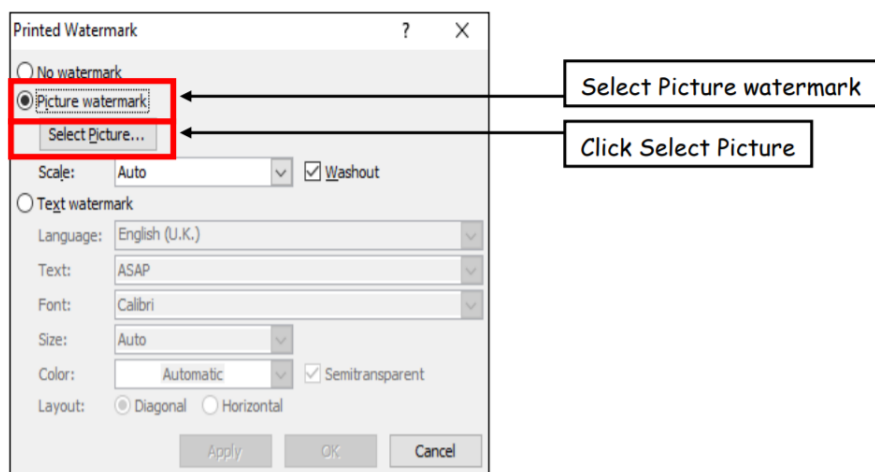 Printed Watermark ? X
No watermark
Picture watermark
Select Picture watermark
Select Picture...
Click Select Picture
Scale: Auto Washout
Text watermark
Language: English (U.K.)
Text: ASAP
Font: Calibri
Size: Auto
Color: Automatic Semitransparent
Layout: Diagonal Horizontal
Apply OK Cancel